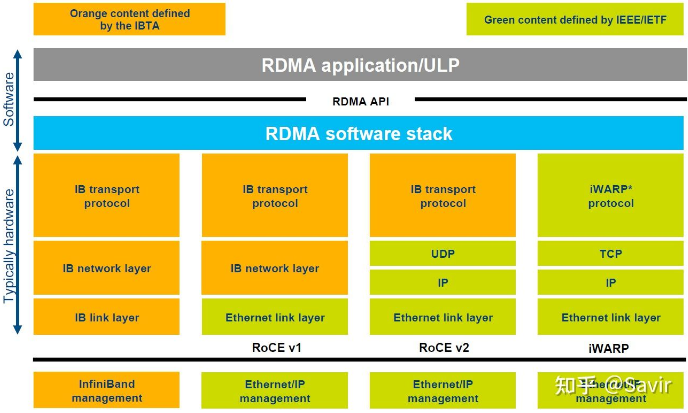 Orange content defined
by the IBTA
Green content defined by IEEE/IETF
Software
RDMA application/ULP
RDMA API
RDMA software stack
Typically hardware
IB transport
protocol
IB transport
protocol
IB transport
protocol
iWARP*
protocol
IB network layer
IB network layer
UDP
TCP
IP
IP
IB link layer
Ethernet link layer
Ethernet link layer
Ethernet link layer
RoCE v1
RoCE v2
iWARP
InfiniBand
management
Ethernet/IP
management
Ethernet/IP
management
management
知乎 @Savir